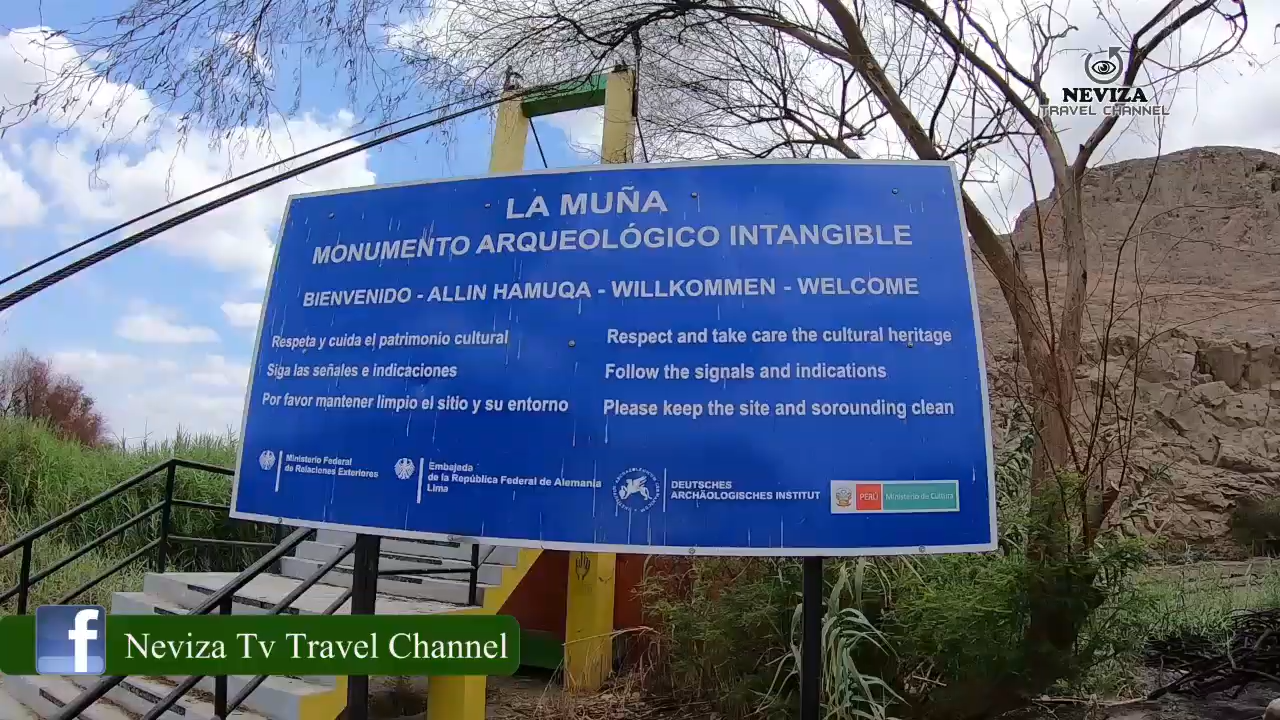 NEVIZA
TRAVEL CHANNEL
LA MUÑA
MONUMENTO ARQUEOLÓGICO INTANGIBLE
BIENVENIDO - ALLIN HAMUQA - WILLKOMMEN - WELCOME
Respeta y cuida el patrimonio cultural
Siga las señales e indicaciones
Por favor mantener limpio el sitio y su entorno
Respect and take care the cultural heritage
Follow the signals and indications
Please keep the site and sorounding clean
Ministerio Federal
de Relaciones Exteriores
Embajada
de la República Federal de Alemania
Lima
DEUTSCHES
ARCHÄOLOGISCHES INSTITUT
PERÚ
Ministerio de Cultura
f
Neviza Tv Travel Channel